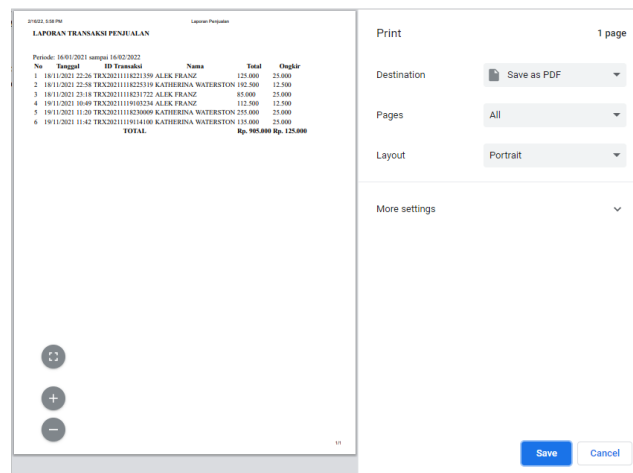 2/16/22, 5:58 PM Laporan Penjualan
LAPORAN TRANSAKSI PENJUALAN
Periode: 16/01/2021 sampai 16/02/2022
No Tanggal ID Transaksi Nama Total Ongkir
1 18/11/2021 22:26 TRX20211118221359 ALEK FRANZ 125.000 25.000
2 18/11/2021 22:58 TRX20211118225319 KATHERINA WATERSTON 192.500 12.500
3 18/11/2021 23:18 TRX20211118231722 ALEK FRANZ 85.000 25.000
4 19/11/2021 10:49 TRX20211119103234 ALEK FRANZ 112.500 12.500
5 19/11/2021 11:20 TRX20211118230009 KATHERINA WATERSTON 255.000 25.000
6 19/11/2021 11:42 TRX20211119114100 KATHERINA WATERSTON 135.000 25.000
TOTAL Rp. 905.000 Rp. 125.000
1/1
Print 1 page
Destination Save as PDF
Pages All
Layout Portrait
More settings
Save Cancel